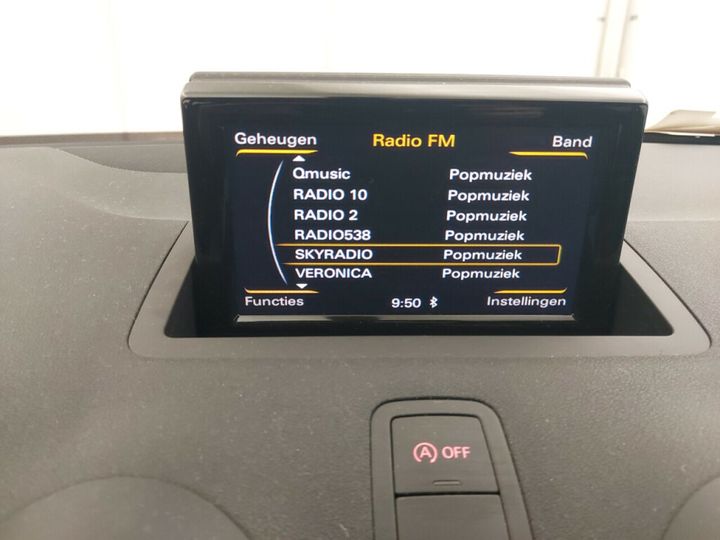 Geheugen Radio FM Band
Qmusic Popmuziek
RADIO 10 Popmuziek
RADIO 2 Popmuziek
RADIO538 Popmuziek
SKYRADIO Popmuziek
VERONICA Popmuziek
Functies 9:50 Instellingen
A OFF